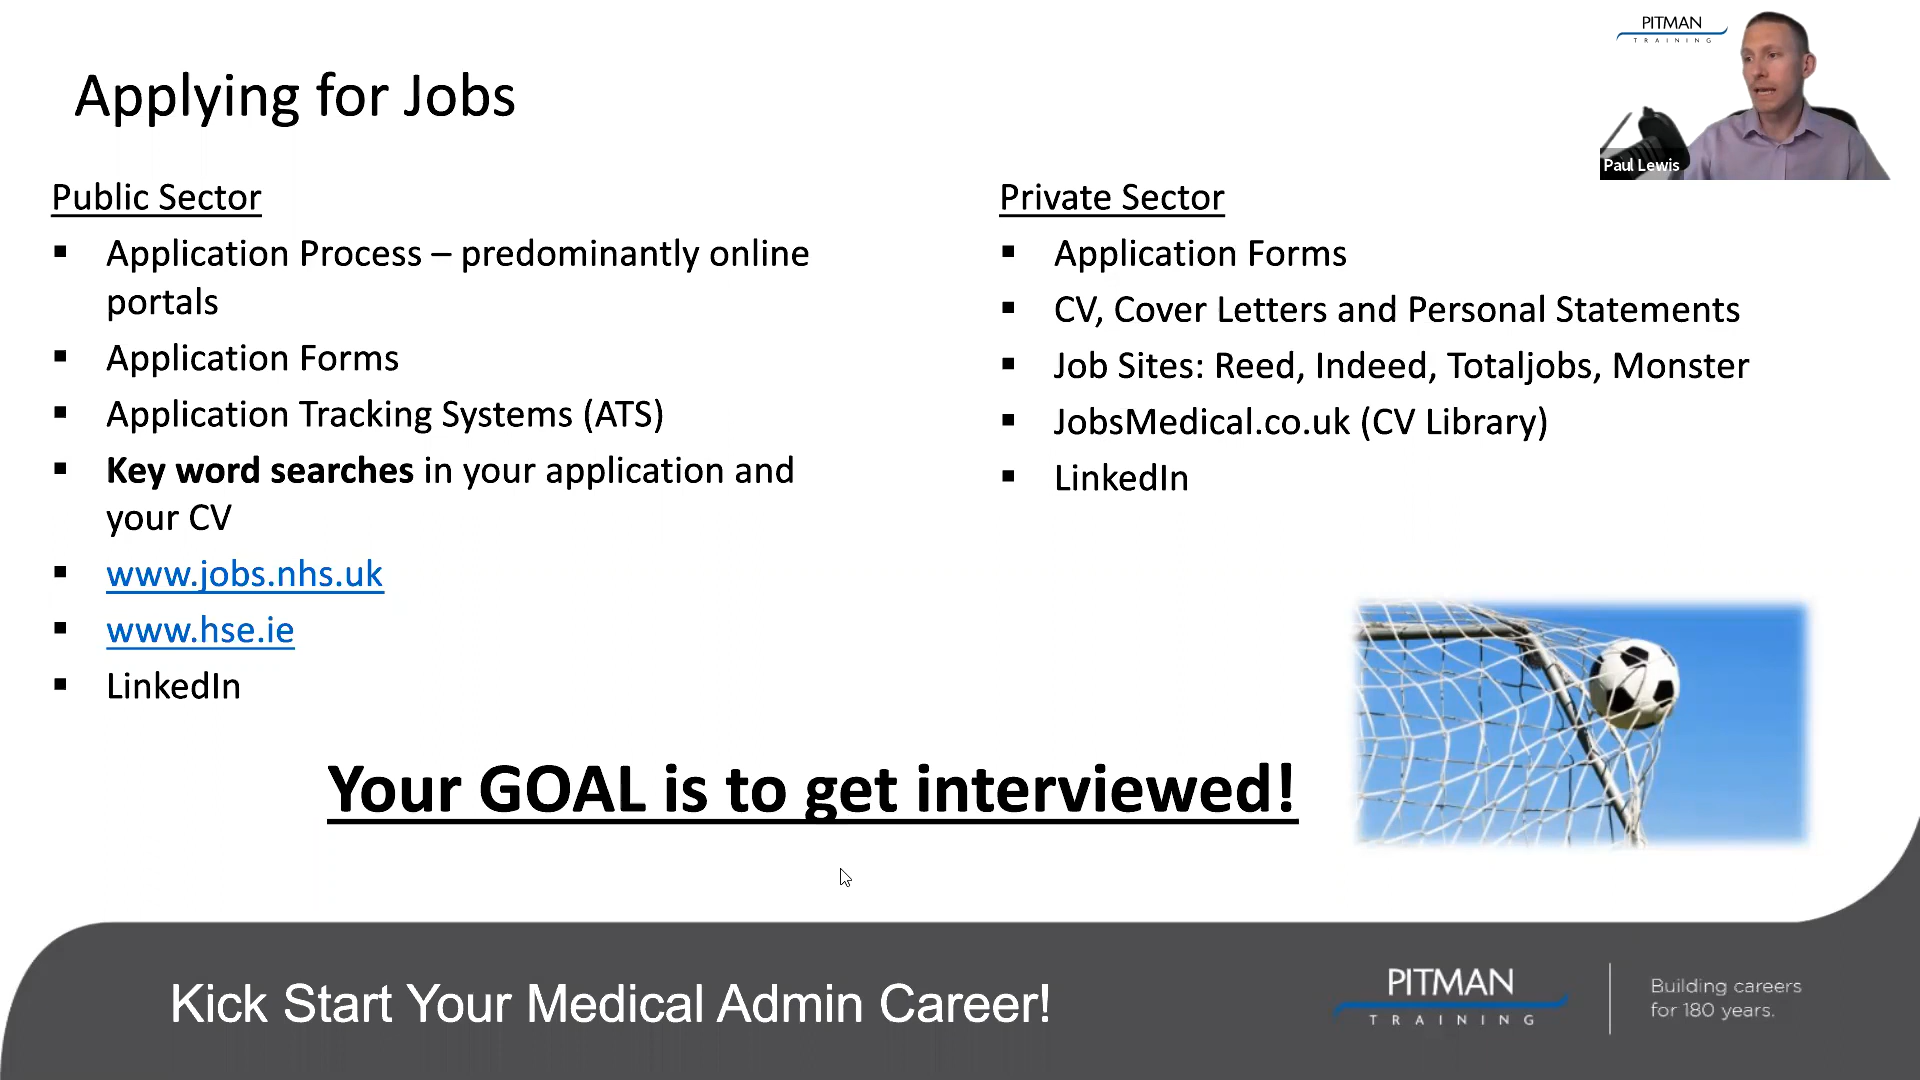 PITMAN
TRAINING
Paul Lewis
Applying for Jobs
Public Sector
▪ Application Process – predominantly online
portals
▪ Application Forms
▪ Application Tracking Systems (ATS)
▪ Key word searches in your application and
your CV
▪ www.jobs.nhs.uk
▪ www.hse.ie
▪ LinkedIn
Private Sector
▪ Application Forms
▪ CV, Cover Letters and Personal Statements
▪ Job Sites: Reed, Indeed, Totaljobs, Monster
▪ JobsMedical.co.uk (CV Library)
▪ LinkedIn
Your GOAL is to get interviewed!
Kick Start Your Medical Admin Career!
PITMAN
TRAINING
Building careers
for 180 years.